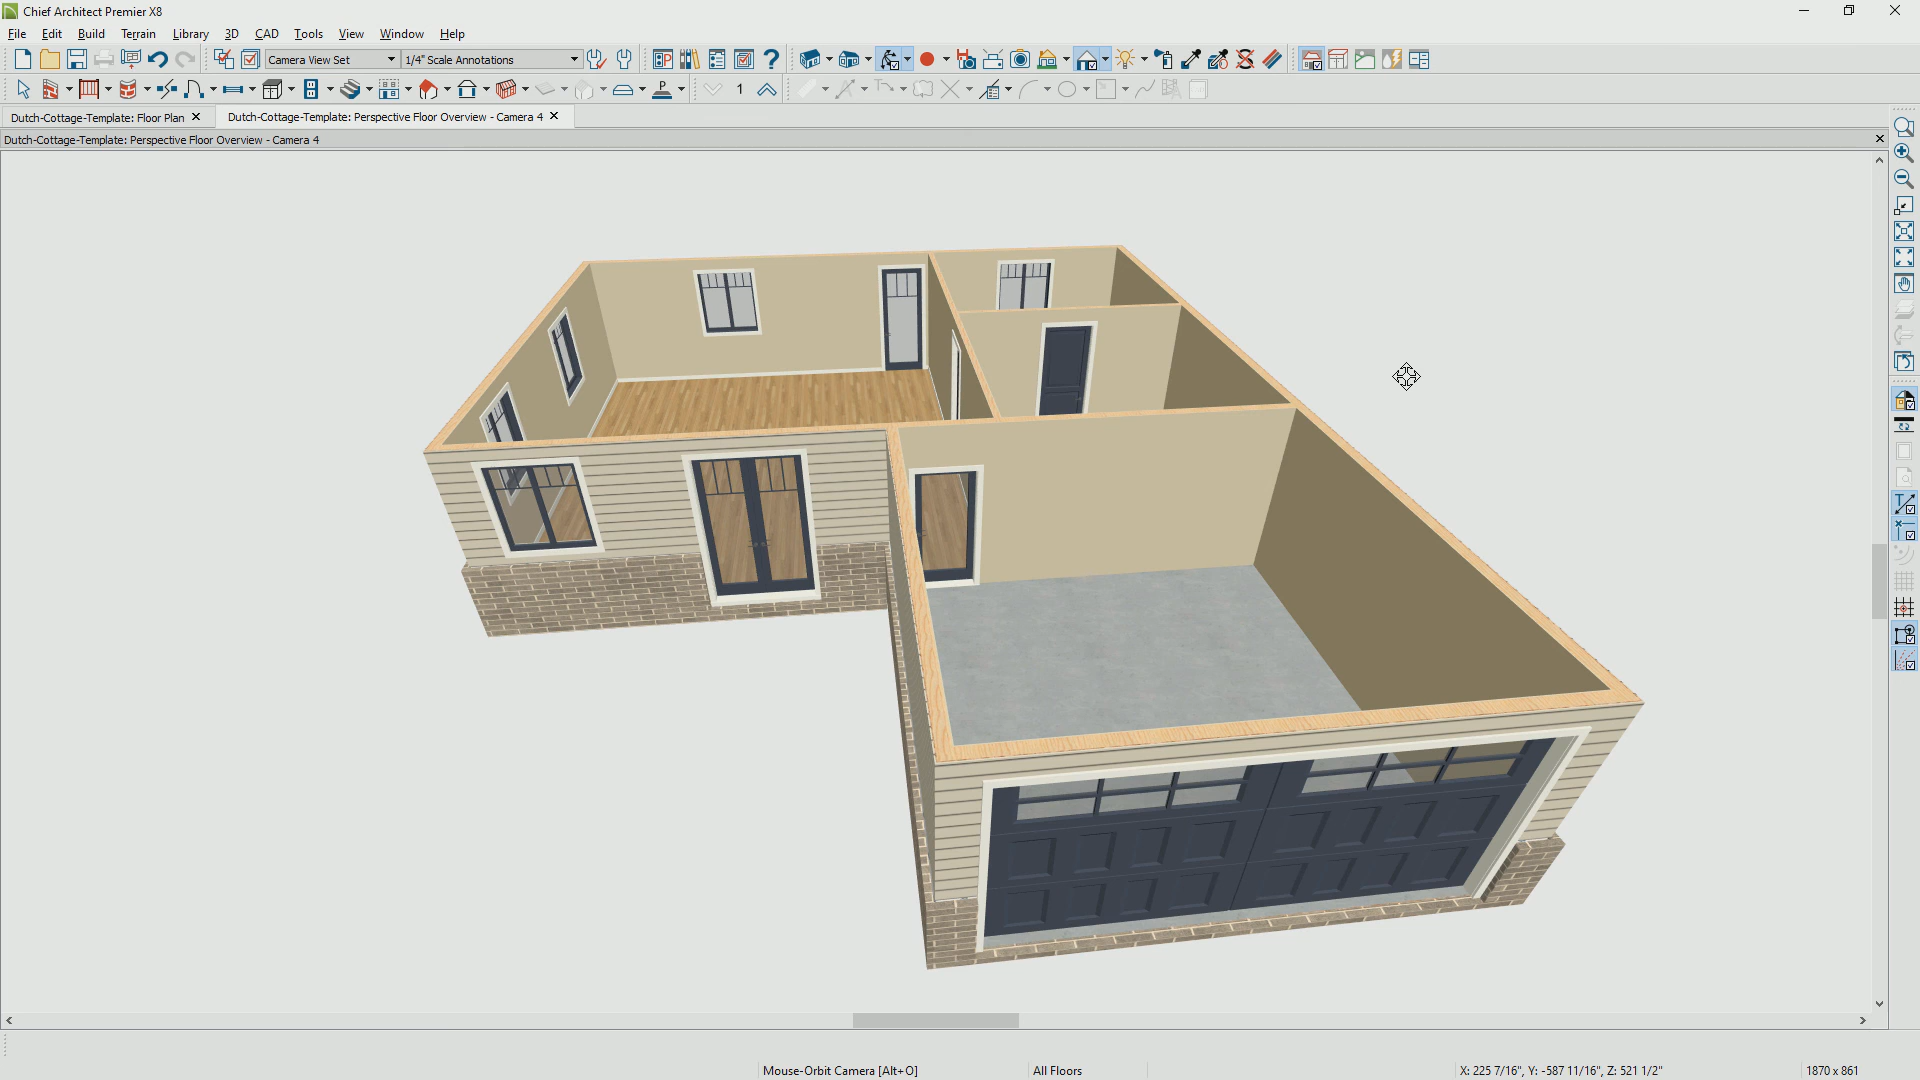 Chief Architect Premier X8
File Edit Build Terrain Library 3D CAD Tools View Window Help
Camera View Set 1/4" Scale Annotations
1
Dutch-Cottage-Template: Floor Plan Dutch-Cottage-Template: Perspective Floor Overview - Camera 4
Dutch-Cottage-Template: Perspective Floor Overview - Camera 4
Mouse-Orbit Camera [Alt+O] All Floors X: 225 7/16", Y: -587 11/16", Z: 521 1/2" 1870 x 861